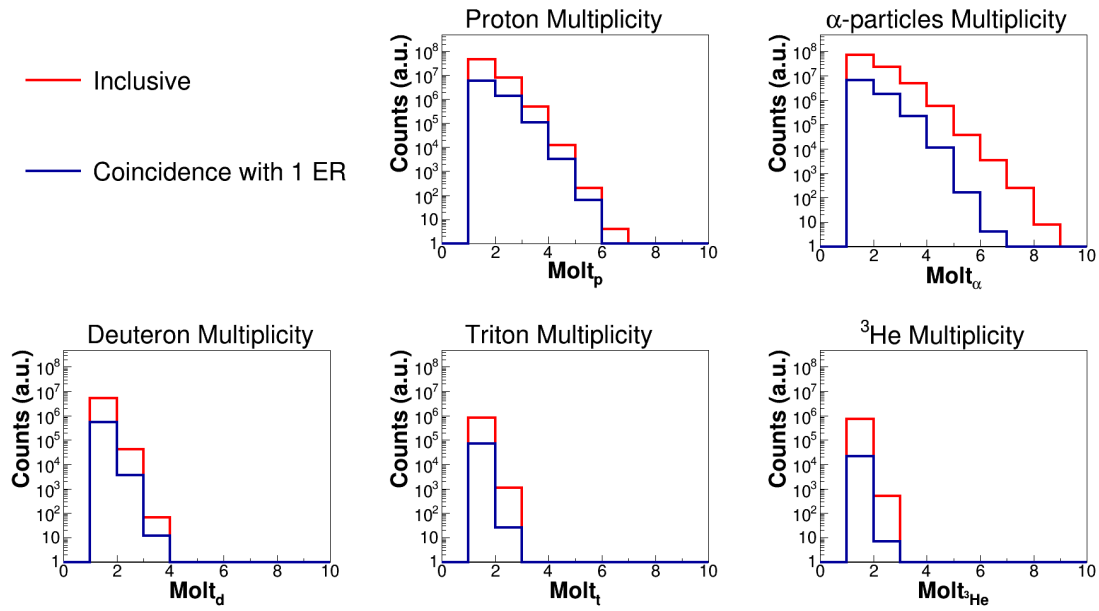 Inclusive
Coincidence with 1 ER
Proton Multiplicity
Counts (a.u.)
10⁸
10⁷
10⁶
10⁵
10⁴
10³
10²
10
1
0 2 4 6 8 10
Moltₚ
α-particles Multiplicity
Counts (a.u.)
10⁸
10⁷
10⁶
10⁵
10⁴
10³
10²
10
1
0 2 4 6 8 10
Molt_α
Deuteron Multiplicity
Counts (a.u.)
10⁸
10⁷
10⁶
10⁵
10⁴
10³
10²
10
1
0 2 4 6 8 10
Molt_d
Triton Multiplicity
Counts (a.u.)
10⁸
10⁷
10⁶
10⁵
10⁴
10³
10²
10
1
0 2 4 6 8 10
Moltₜ
³He Multiplicity
Counts (a.u.)
10⁸
10⁷
10⁶
10⁵
10⁴
10³
10²
10
1
0 2 4 6 8 10
Molt_³He